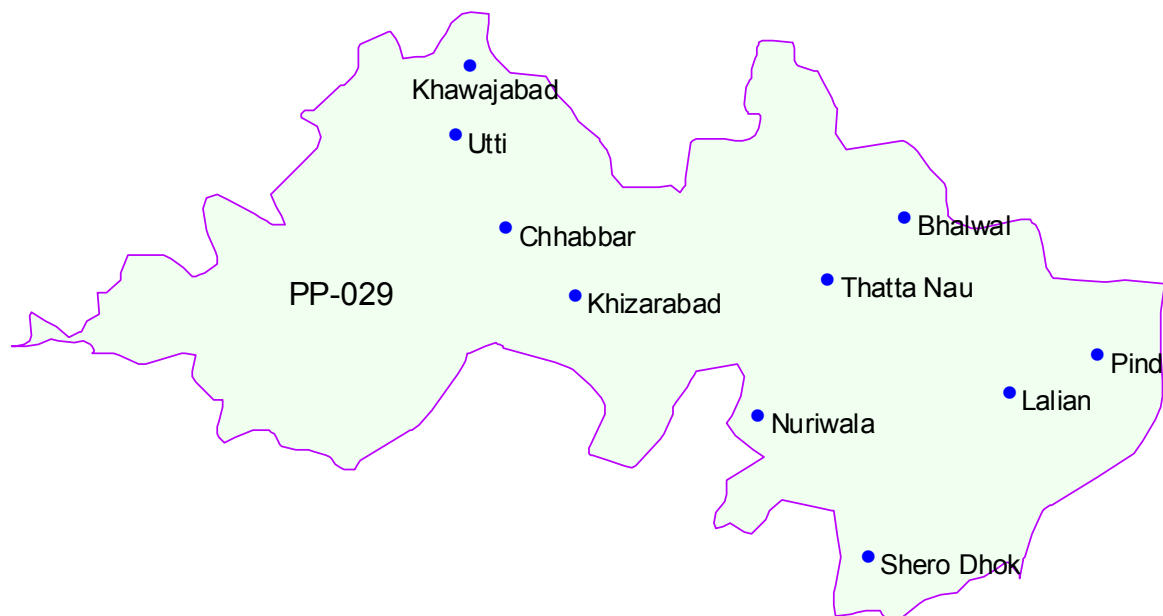 Khawajabad
Utti
Chhabbar
Bhalwal
PP-029
Khizarabad
Thatta Nau
Pind
Lalian
Nuriwala
Shero Dhok